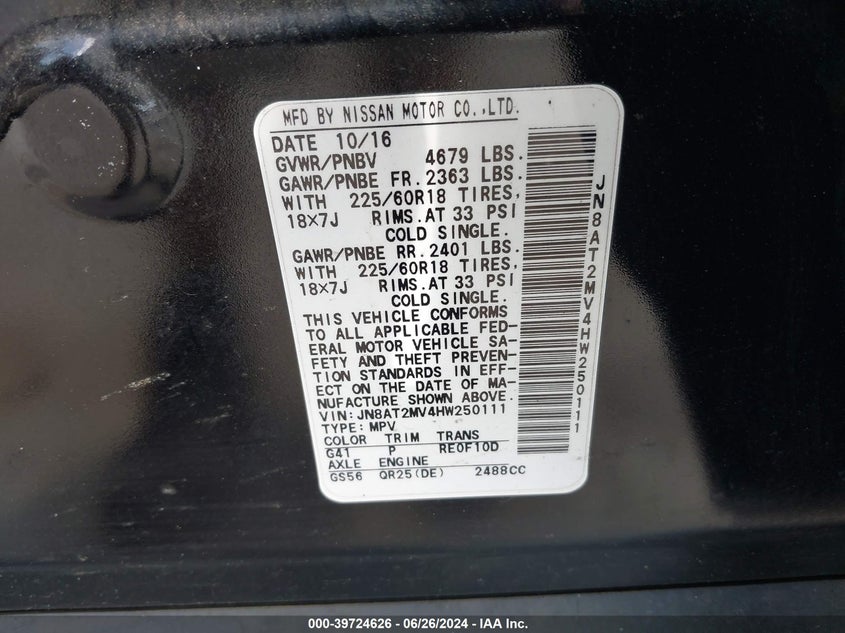 MFD BY NISSAN MOTOR CO.,LTD.
DATE 10/16
GVWR/PNBV 4679 LBS.
GAWR/PNBE FR. 2363 LBS.
WITH 225/60R18 TIRES,
18×7J RIMS.AT 33 PSI
COLD SINGLE.
GAWR/PNBE RR. 2401 LBS.
WITH 225/60R18 TIRES,
18×7J RIMS.AT 33 PSI
COLD SINGLE.
THIS VEHICLE CONFORMS
TO ALL APPLICABLE FED-
ERAL MOTOR VEHICLE SA-
FETY AND THEFT PREVEN-
TION STANDARDS IN EFF-
ECT ON THE DATE OF MA-
NUFACTURE SHOWN ABOVE.
VIN: JN8AT2MV4HW250111
TYPE: MPV
COLOR TRIM TRANS
G41 P RE0F10D
AXLE ENGINE
GS56 QR25(DE) 2488CC
JN8AT2MV4HW250111
000-39724626 - 06/26/2024 - IAA Inc.